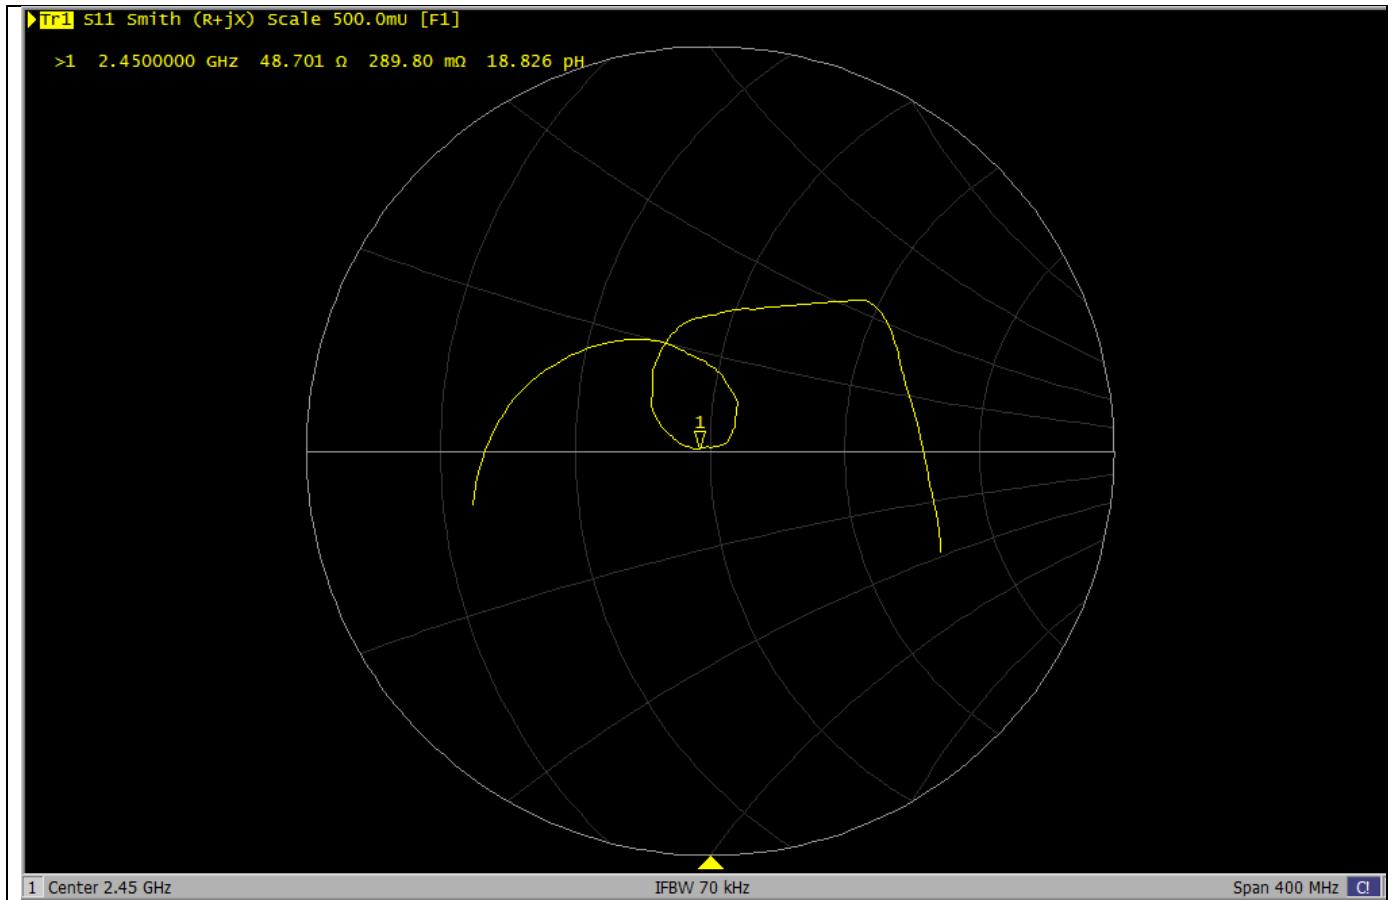 Tr1 S11 Smith (R+jX) Scale 500.0mU [F1]
>1 2.4500000 GHz 48.701 Ω 289.80 mΩ 18.826 pH
1
1 Center 2.45 GHz IFBW 70 kHz Span 400 MHz C!